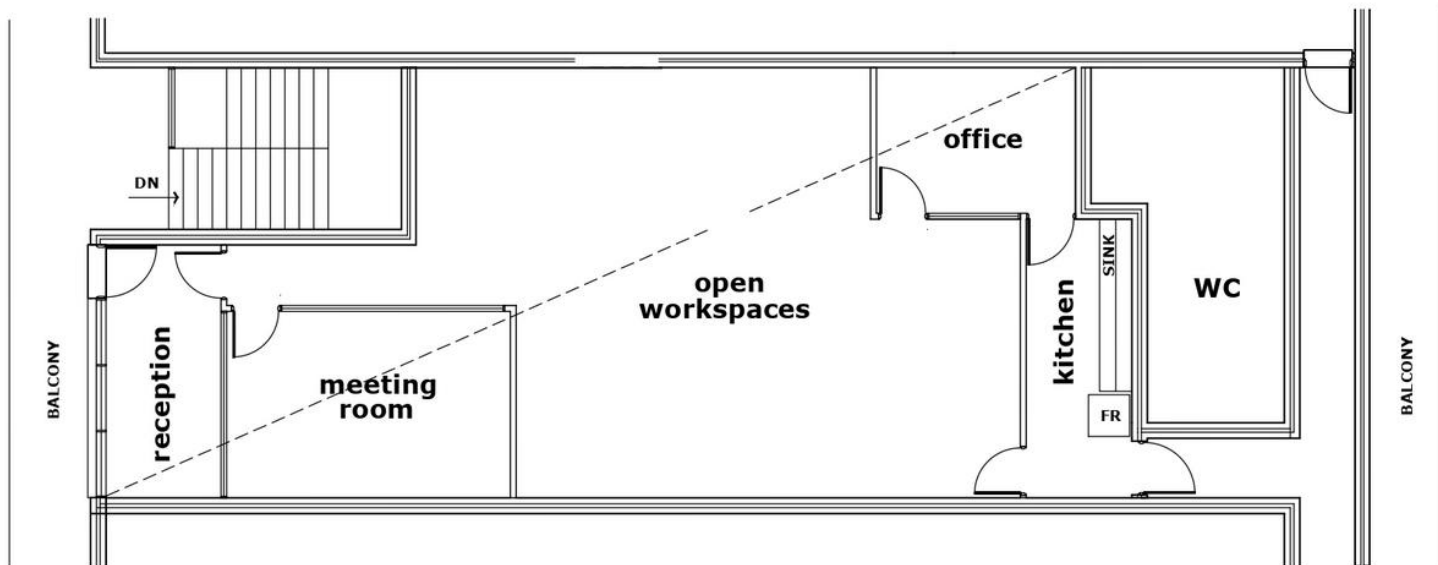 office
DN
SINK
open
workspaces
WC
kitchen
reception
meeting
room
BALCONY
BALCONY
FR